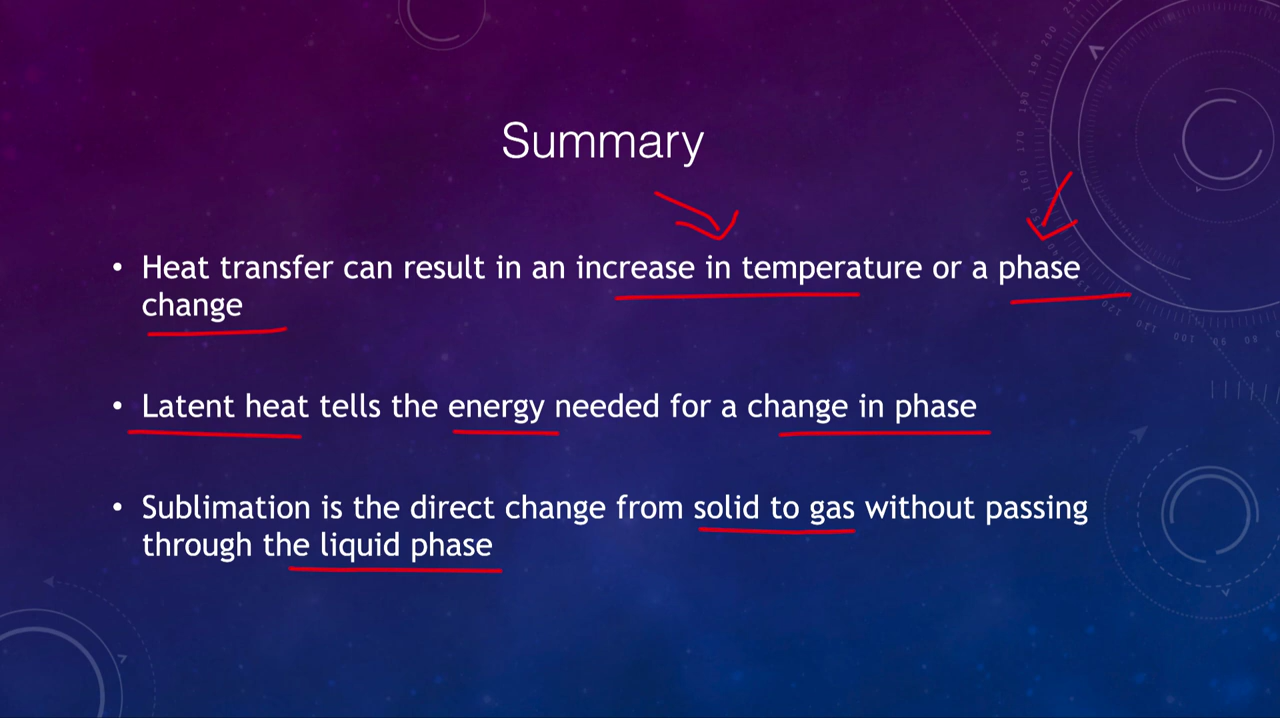 Summary
• Heat transfer can result in an increase in temperature or a phase
change
• Latent heat tells the energy needed for a change in phase
• Sublimation is the direct change from solid to gas without passing
through the liquid phase